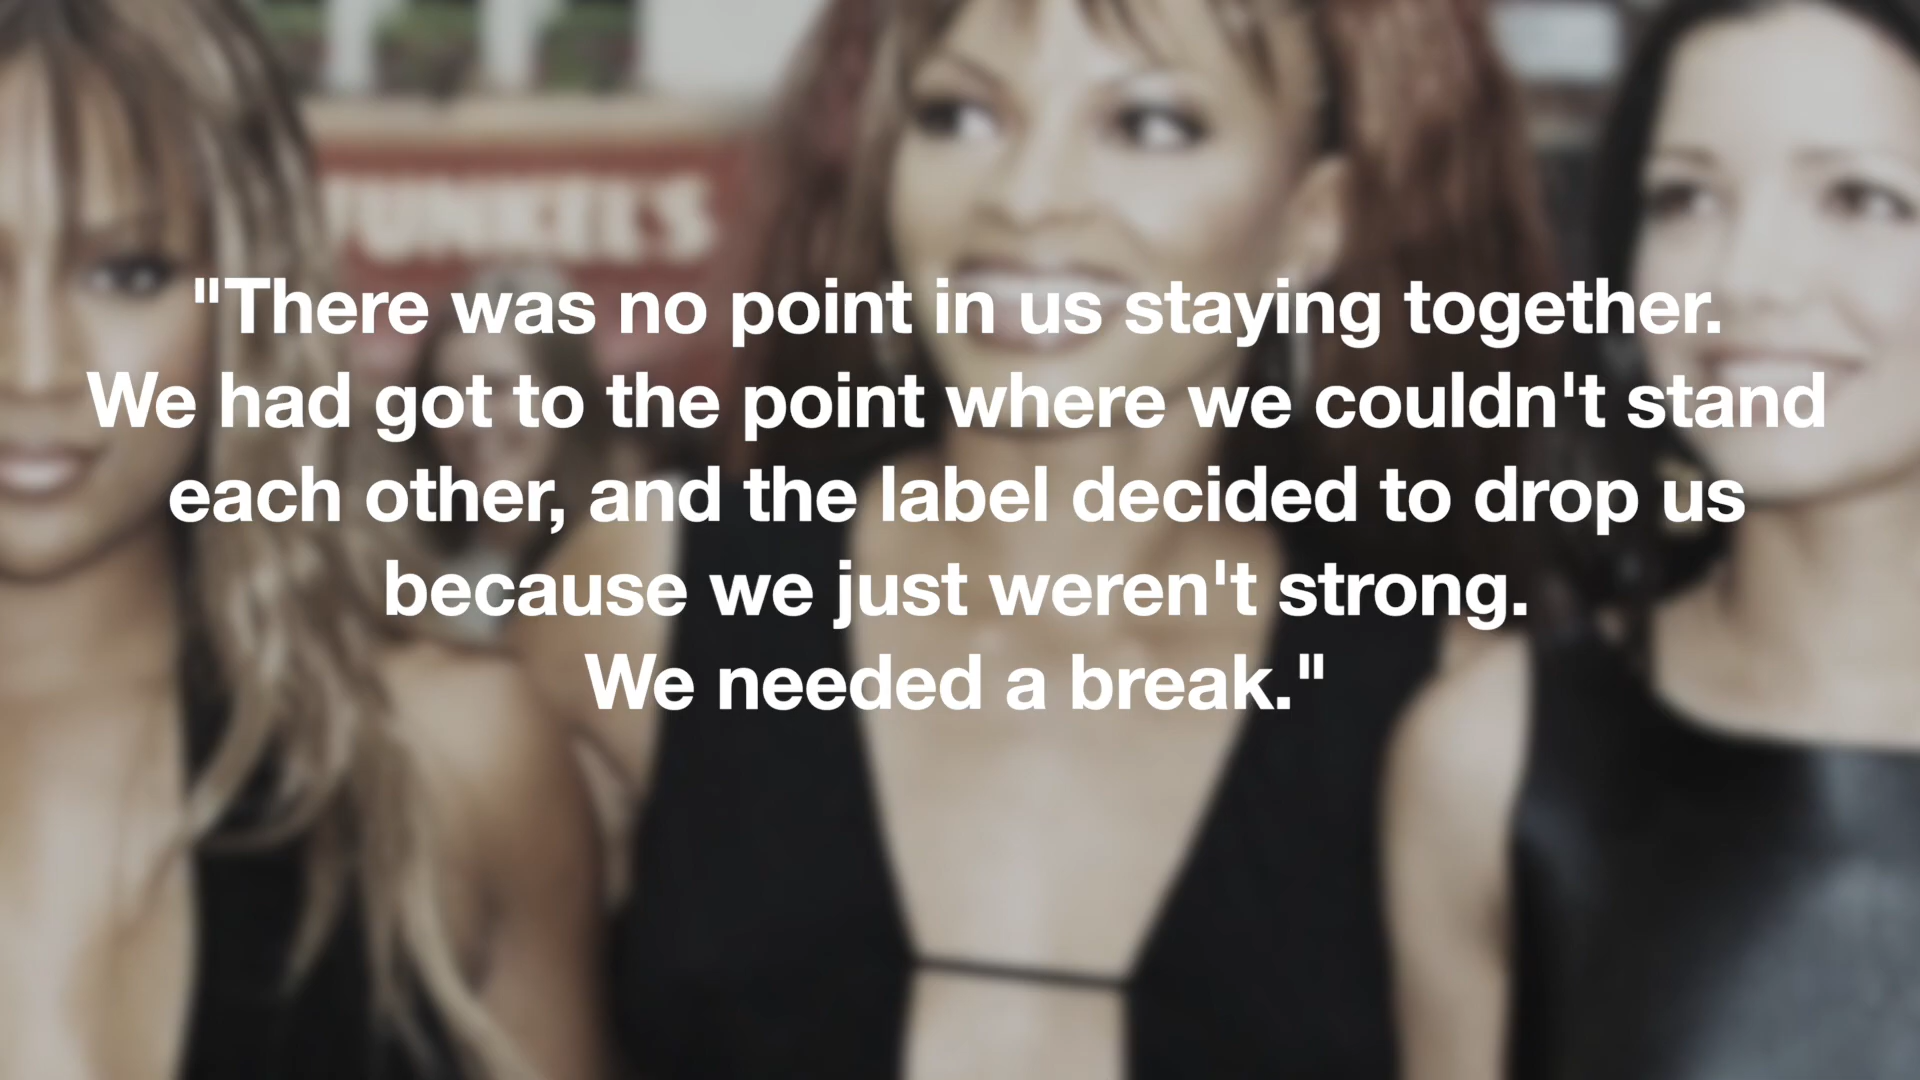 "There was no point in us staying together.
We had got to the point where we couldn't stand
each other, and the label decided to drop us
because we just weren't strong.
We needed a break."